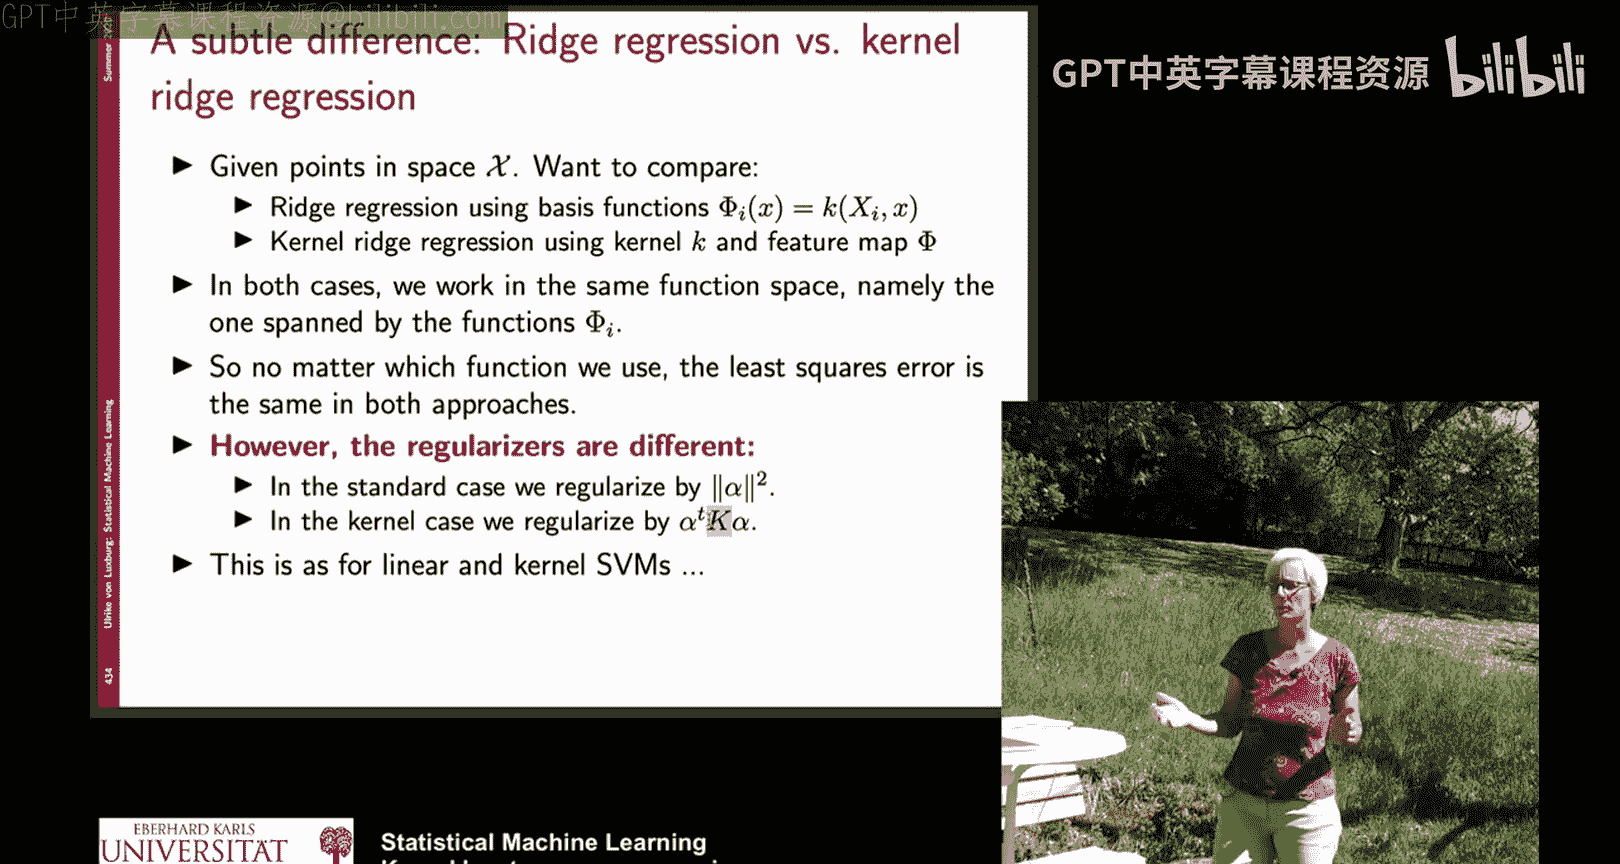 GPT中英字幕课程资源@bilibili.com
GPT中英字幕课程资源 bilibili
A subtle difference: Ridge regression vs. kernel
ridge regression
▶ Given points in space 𝒳. Want to compare:
▶ Ridge regression using basis functions Φᵢ(x) = k(Xᵢ, x)
▶ Kernel ridge regression using kernel k and feature map Φ
▶ In both cases, we work in the same function space, namely the
one spanned by the functions Φᵢ.
▶ So no matter which function we use, the least squares error is
the same in both approaches.
▶ However, the regularizers are different:
▶ In the standard case we regularize by ‖α‖².
▶ In the kernel case we regularize by αᵗKα.
▶ This is as for linear and kernel SVMs ...
Summer
Ulrike von Luxburg: Statistical Machine Learning
434
EBERHARD KARLS
UNIVERSITÄT
Statistical Machine Learning